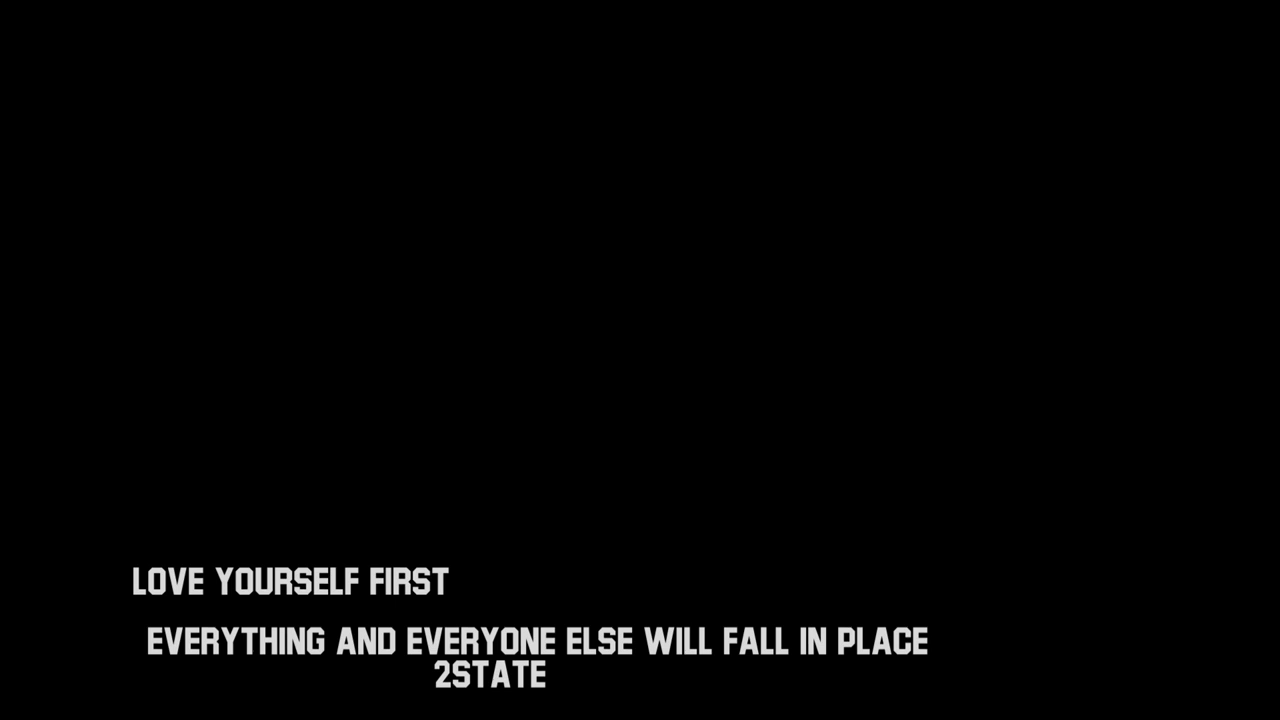 LOVE YOURSELF FIRST
EVERYTHING AND EVERYONE ELSE WILL FALL IN PLACE
2STATE